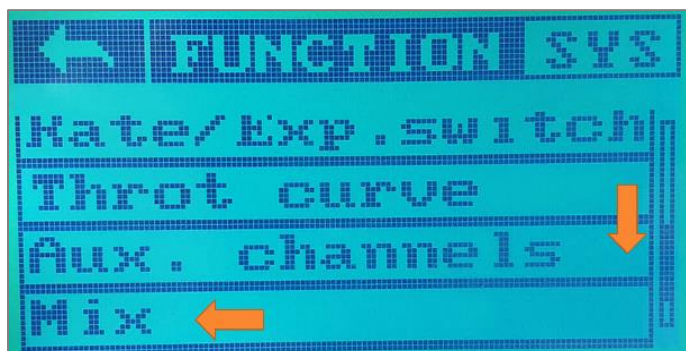 FUNCTION SYS
Rate/Exp.switch
Throt curve
Aux. channels
Mix